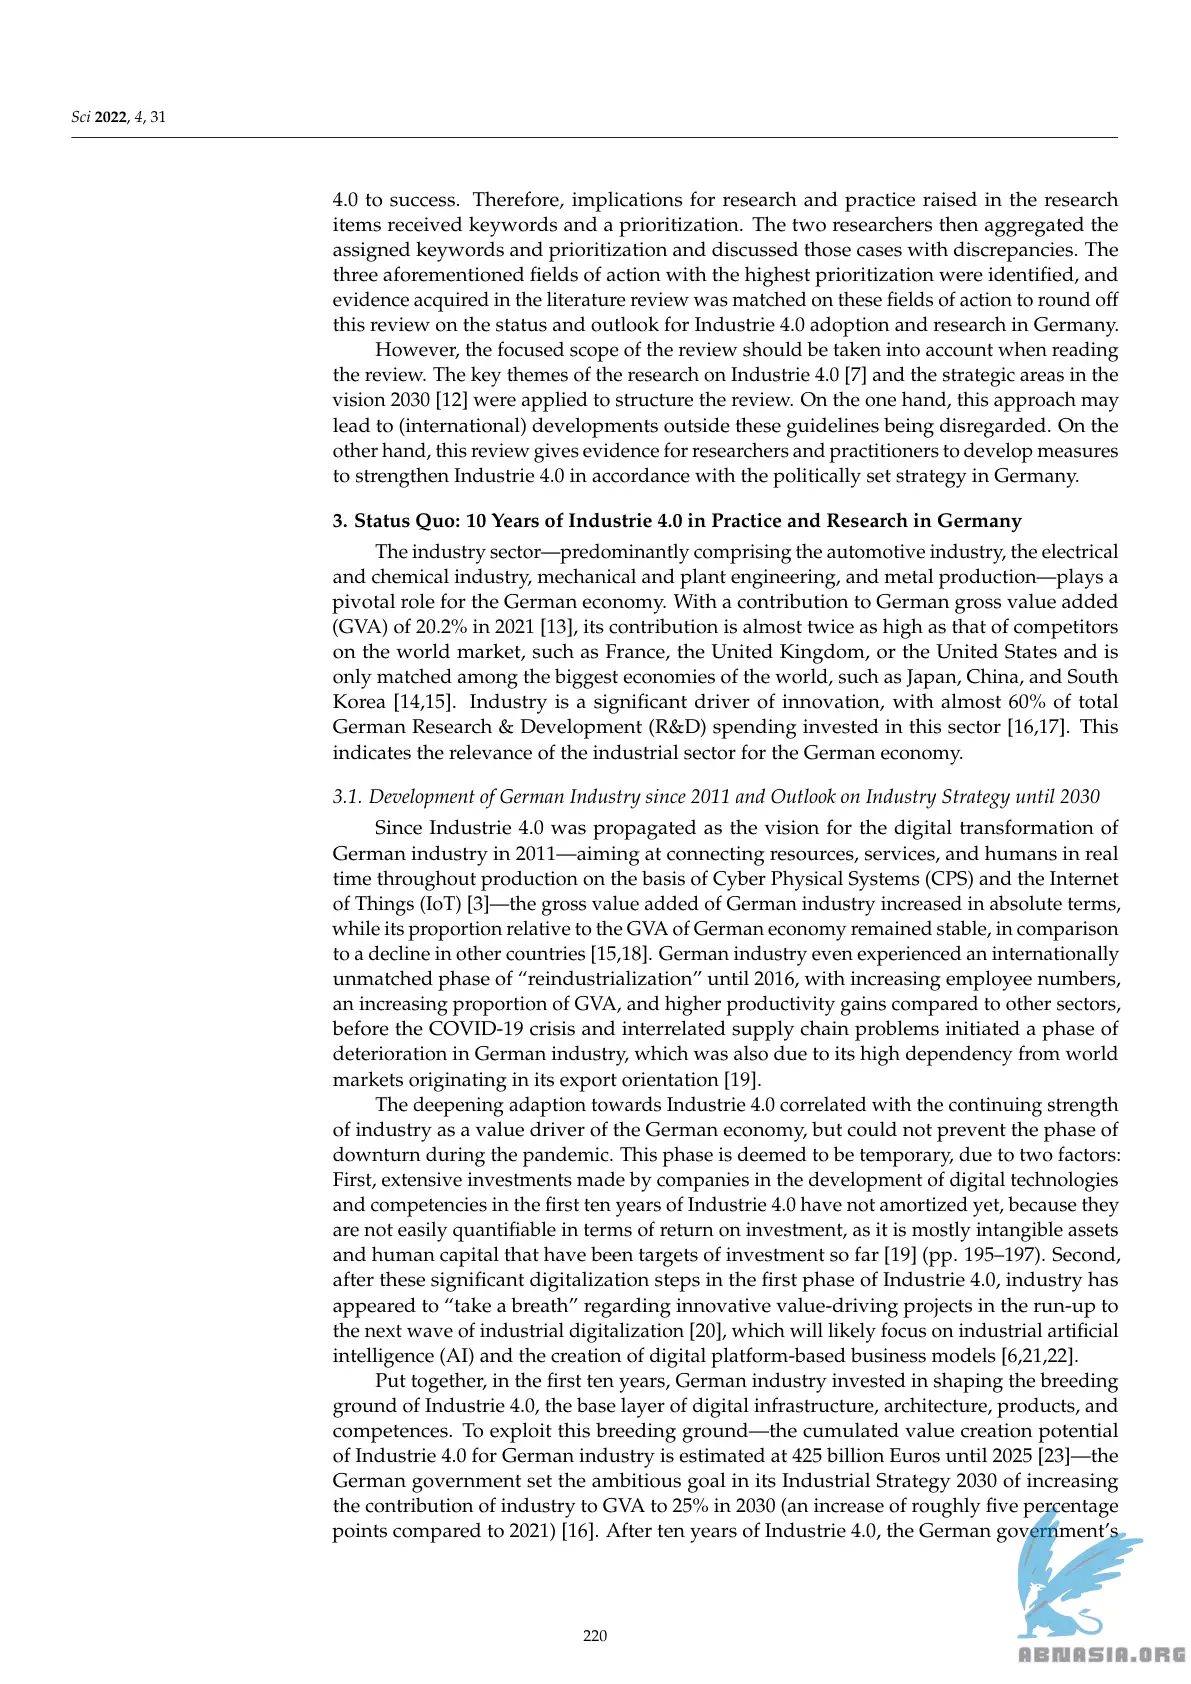 Sci 2022, 4, 31
4.0 to success. Therefore, implications for research and practice raised in the research
items received keywords and a prioritization. The two researchers then aggregated the
assigned keywords and prioritization and discussed those cases with discrepancies. The
three aforementioned fields of action with the highest prioritization were identified, and
evidence acquired in the literature review was matched on these fields of action to round off
this review on the status and outlook for Industrie 4.0 adoption and research in Germany.
However, the focused scope of the review should be taken into account when reading
the review. The key themes of the research on Industrie 4.0 [7] and the strategic areas in the
vision 2030 [12] were applied to structure the review. On the one hand, this approach may
lead to (international) developments outside these guidelines being disregarded. On the
other hand, this review gives evidence for researchers and practitioners to develop measures
to strengthen Industrie 4.0 in accordance with the politically set strategy in Germany.
3. Status Quo: 10 Years of Industrie 4.0 in Practice and Research in Germany
The industry sector—predominantly comprising the automotive industry, the electrical
and chemical industry, mechanical and plant engineering, and metal production—plays a
pivotal role for the German economy. With a contribution to German gross value added
(GVA) of 20.2% in 2021 [13], its contribution is almost twice as high as that of competitors
on the world market, such as France, the United Kingdom, or the United States and is
only matched among the biggest economies of the world, such as Japan, China, and South
Korea [14,15]. Industry is a significant driver of innovation, with almost 60% of total
German Research & Development (R&D) spending invested in this sector [16,17]. This
indicates the relevance of the industrial sector for the German economy.
3.1. Development of German Industry since 2011 and Outlook on Industry Strategy until 2030
Since Industrie 4.0 was propagated as the vision for the digital transformation of
German industry in 2011—aiming at connecting resources, services, and humans in real
time throughout production on the basis of Cyber Physical Systems (CPS) and the Internet
of Things (IoT) [3]—the gross value added of German industry increased in absolute terms,
while its proportion relative to the GVA of German economy remained stable, in comparison
to a decline in other countries [15,18]. German industry even experienced an internationally
unmatched phase of “reindustrialization” until 2016, with increasing employee numbers,
an increasing proportion of GVA, and higher productivity gains compared to other sectors,
before the COVID-19 crisis and interrelated supply chain problems initiated a phase of
deterioration in German industry, which was also due to its high dependency from world
markets originating in its export orientation [19].
The deepening adaption towards Industrie 4.0 correlated with the continuing strength
of industry as a value driver of the German economy, but could not prevent the phase of
downturn during the pandemic. This phase is deemed to be temporary, due to two factors:
First, extensive investments made by companies in the development of digital technologies
and competencies in the first ten years of Industrie 4.0 have not amortized yet, because they
are not easily quantifiable in terms of return on investment, as it is mostly intangible assets
and human capital that have been targets of investment so far [19] (pp. 195–197). Second,
after these significant digitalization steps in the first phase of Industrie 4.0, industry has
appeared to “take a breath” regarding innovative value-driving projects in the run-up to
the next wave of industrial digitalization [20], which will likely focus on industrial artificial
intelligence (AI) and the creation of digital platform-based business models [6,21,22].
Put together, in the first ten years, German industry invested in shaping the breeding
ground of Industrie 4.0, the base layer of digital infrastructure, architecture, products, and
competences. To exploit this breeding ground—the cumulated value creation potential
of Industrie 4.0 for German industry is estimated at 425 billion Euros until 2025 [23]—the
German government set the ambitious goal in its Industrial Strategy 2030 of increasing
the contribution of industry to GVA to 25% in 2030 (an increase of roughly five percentage
points compared to 2021) [16]. After ten years of Industrie 4.0, the German government’s
220
ABNASIA.ORG